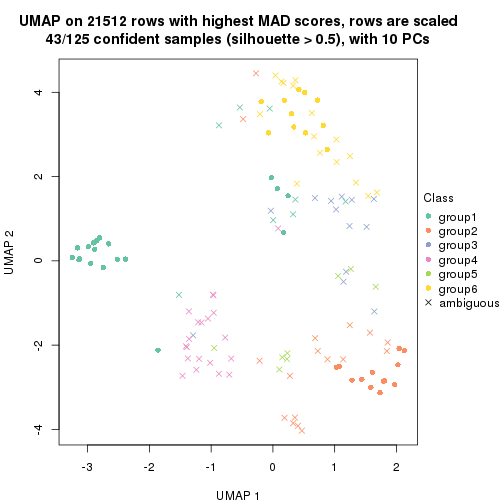 UMAP on 21512 rows with highest MAD scores, rows are scaled
43/125 confident samples (silhouette > 0.5), with 10 PCs
4
2
0
-2
-4
UMAP 2
-3
-2
-1
0
1
2
UMAP 1
Class
group1
group2
group3
group4
group5
group6
ambiguous